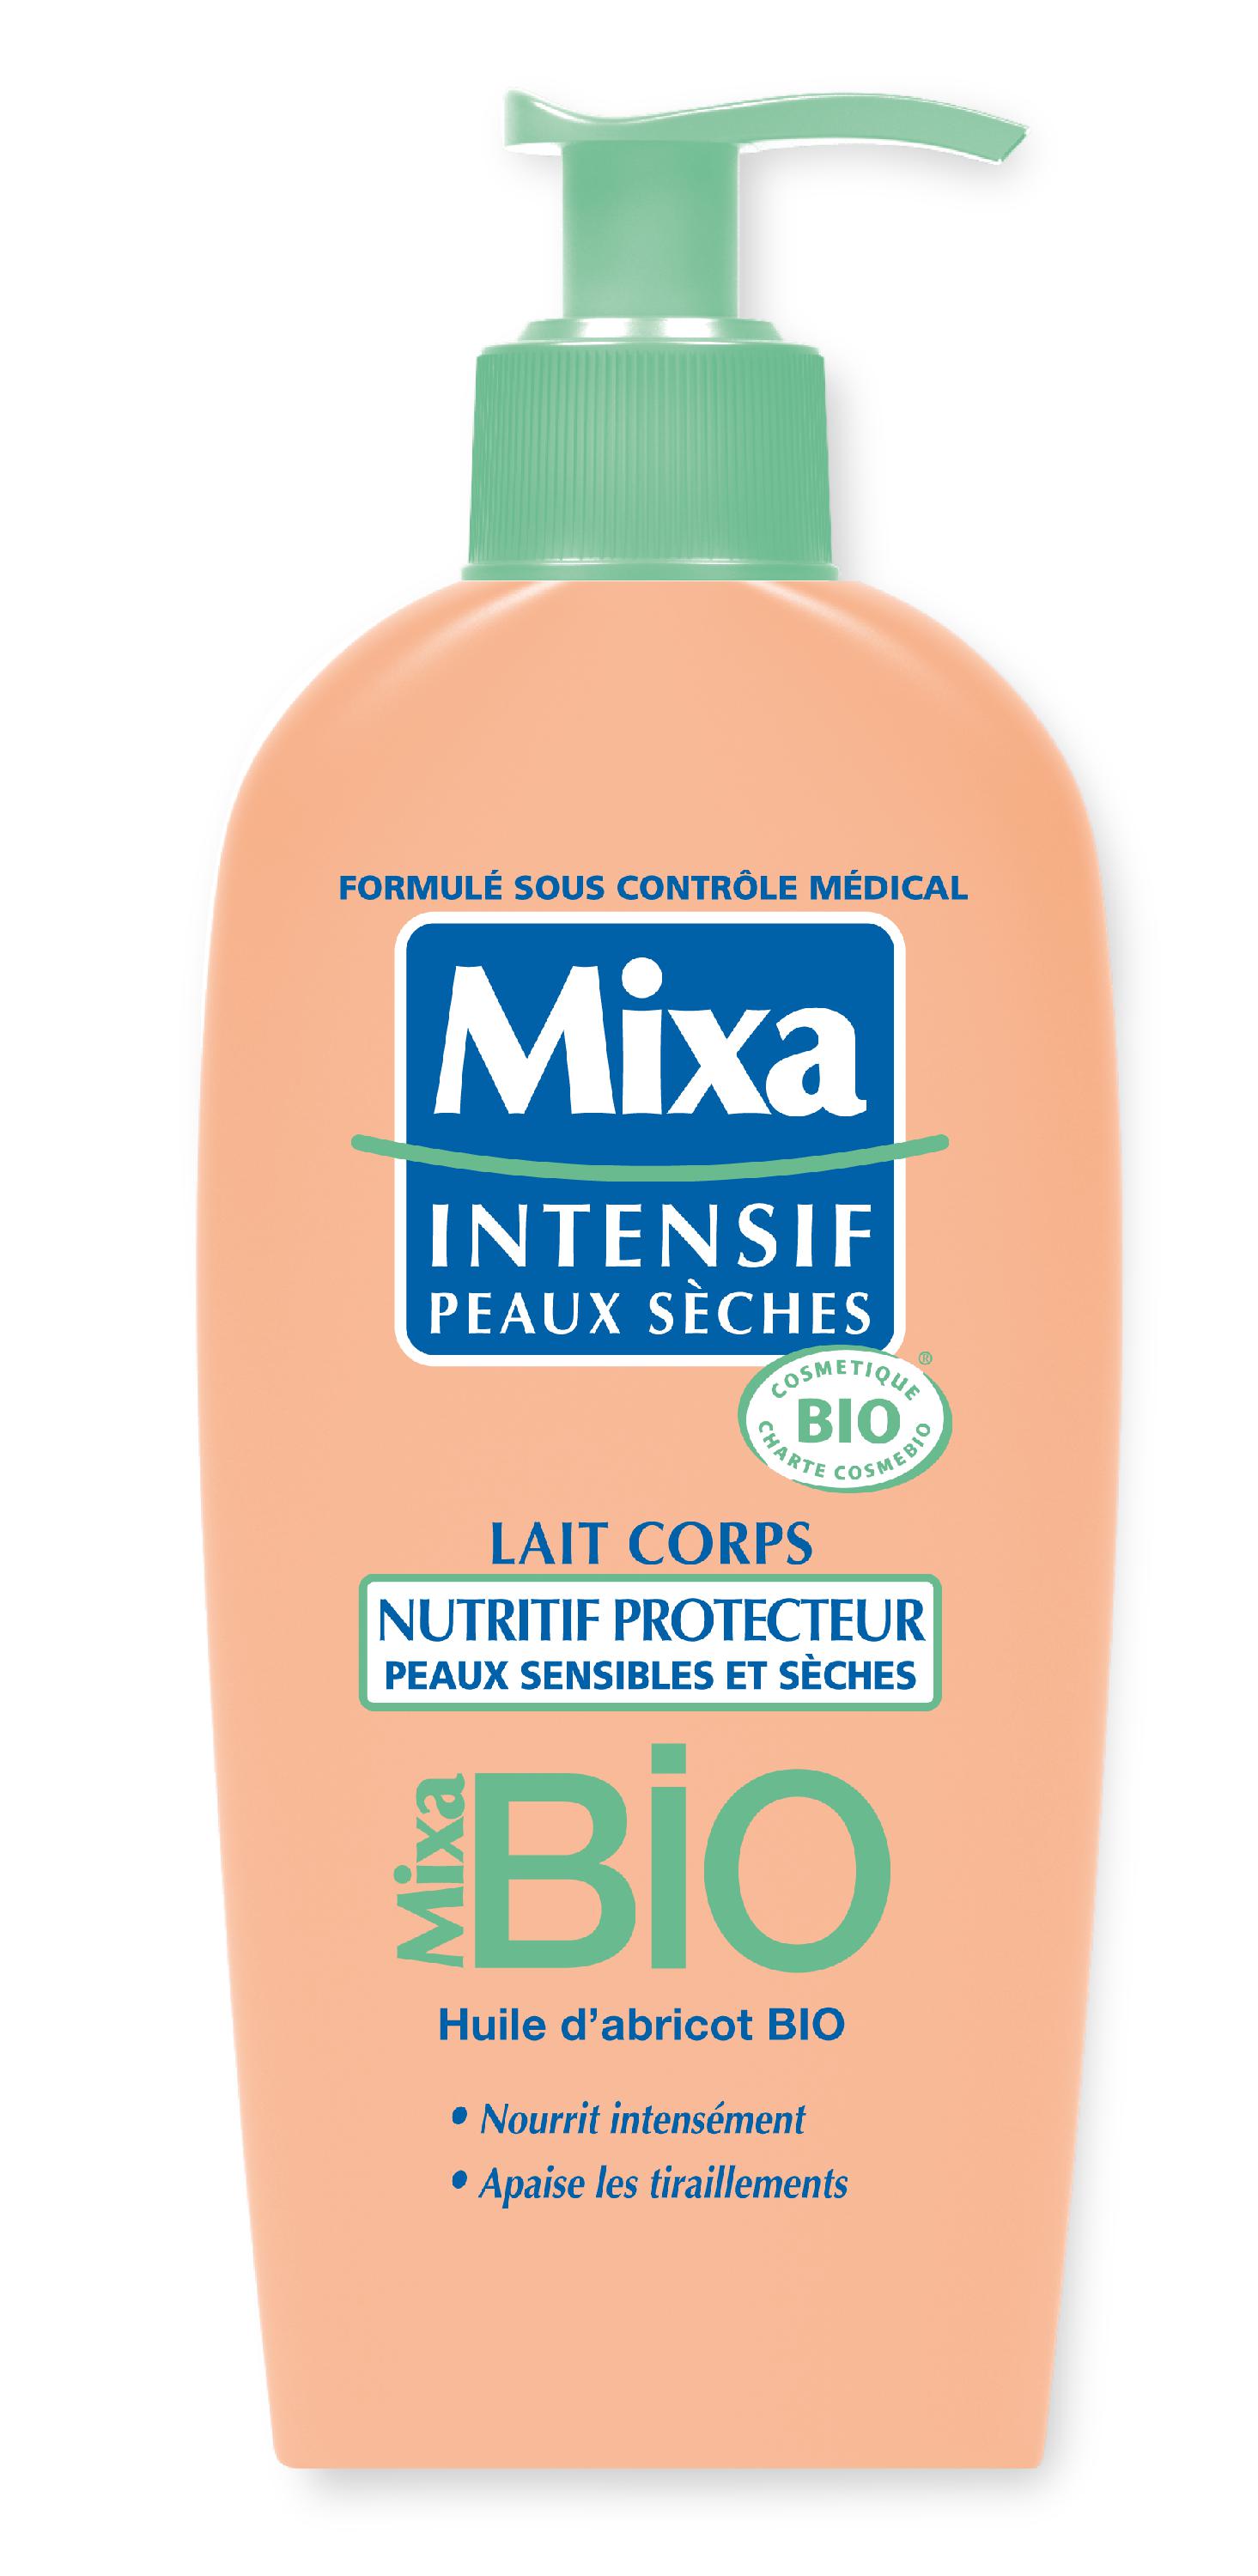 FORMULÉ SOUS CONTRÔLE MÉDICAL
Mixa
INTENSIF
PEAUX SÈCHES
®
COSMETIQUE
BIO
CHARTE COSMEBIO
LAIT CORPS
NUTRITIF PROTECTEUR
PEAUX SENSIBLES ET SÈCHES
Mixa
BiO
Huile d’abricot BIO
• Nourrit intensément
• Apaise les tiraillements